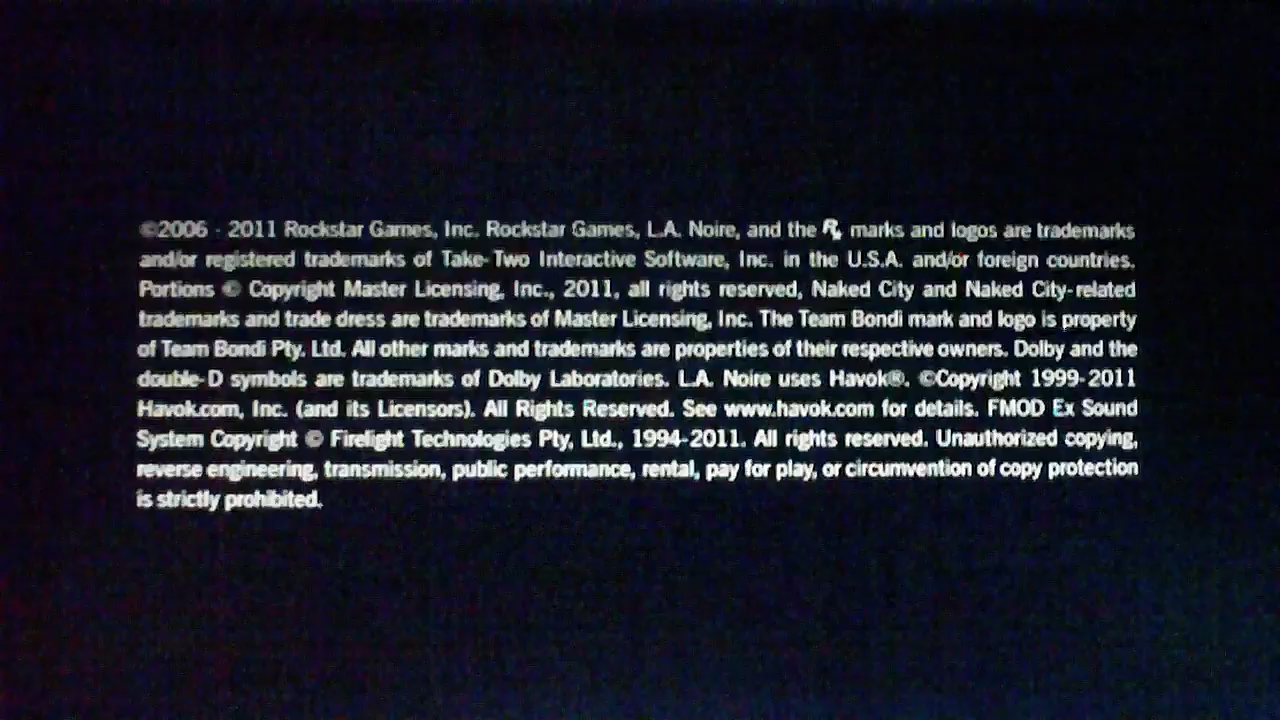 ©2006 - 2011 Rockstar Games, Inc. Rockstar Games, L.A. Noire, and the R* marks and logos are trademarks
and/or registered trademarks of Take-Two Interactive Software, Inc. in the U.S.A. and/or foreign countries.
Portions © Copyright Master Licensing, Inc., 2011, all rights reserved, Naked City and Naked City-related
trademarks and trade dress are trademarks of Master Licensing, Inc. The Team Bondi mark and logo is property
of Team Bondi Pty. Ltd. All other marks and trademarks are properties of their respective owners. Dolby and the
double-D symbols are trademarks of Dolby Laboratories. L.A. Noire uses Havok®. ©Copyright 1999-2011
Havok.com, Inc. (and its Licensors). All Rights Reserved. See www.havok.com for details. FMOD Ex Sound
System Copyright © Firelight Technologies Pty, Ltd., 1994-2011. All rights reserved. Unauthorized copying,
reverse engineering, transmission, public performance, rental, pay for play, or circumvention of copy protection
is strictly prohibited.